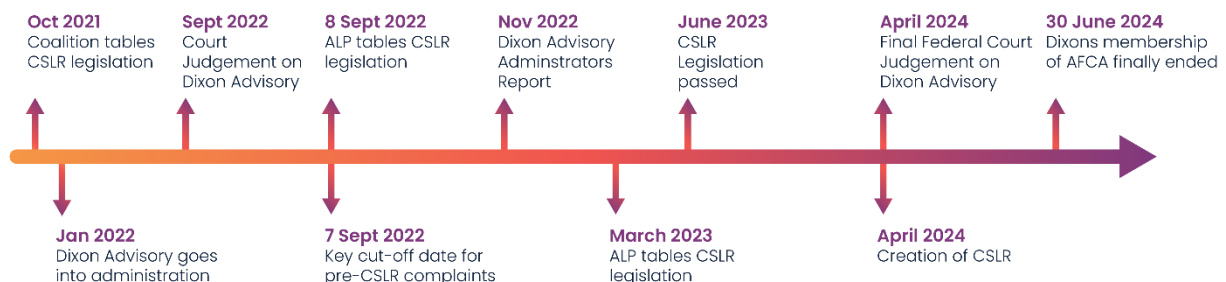 Oct 2021
Coalition tables
CSLR legislation
Sept 2022
Court
Judgement on
Dixon Advisory
8 Sept 2022
ALP tables CSLR
legislation
Nov 2022
Dixon Advisory
Adminstrators
Report
June 2023
CSLR
Legislation
passed
April 2024
Final Federal Court
Judgement on
Dixon Advisory
30 June 2024
Dixons membership
of AFCA finally ended
Jan 2022
Dixon Advisory goes
into administration
7 Sept 2022
Key cut-off date for
pre-CSLR complaints
March 2023
ALP tables CSLR
legislation
April 2024
Creation of CSLR